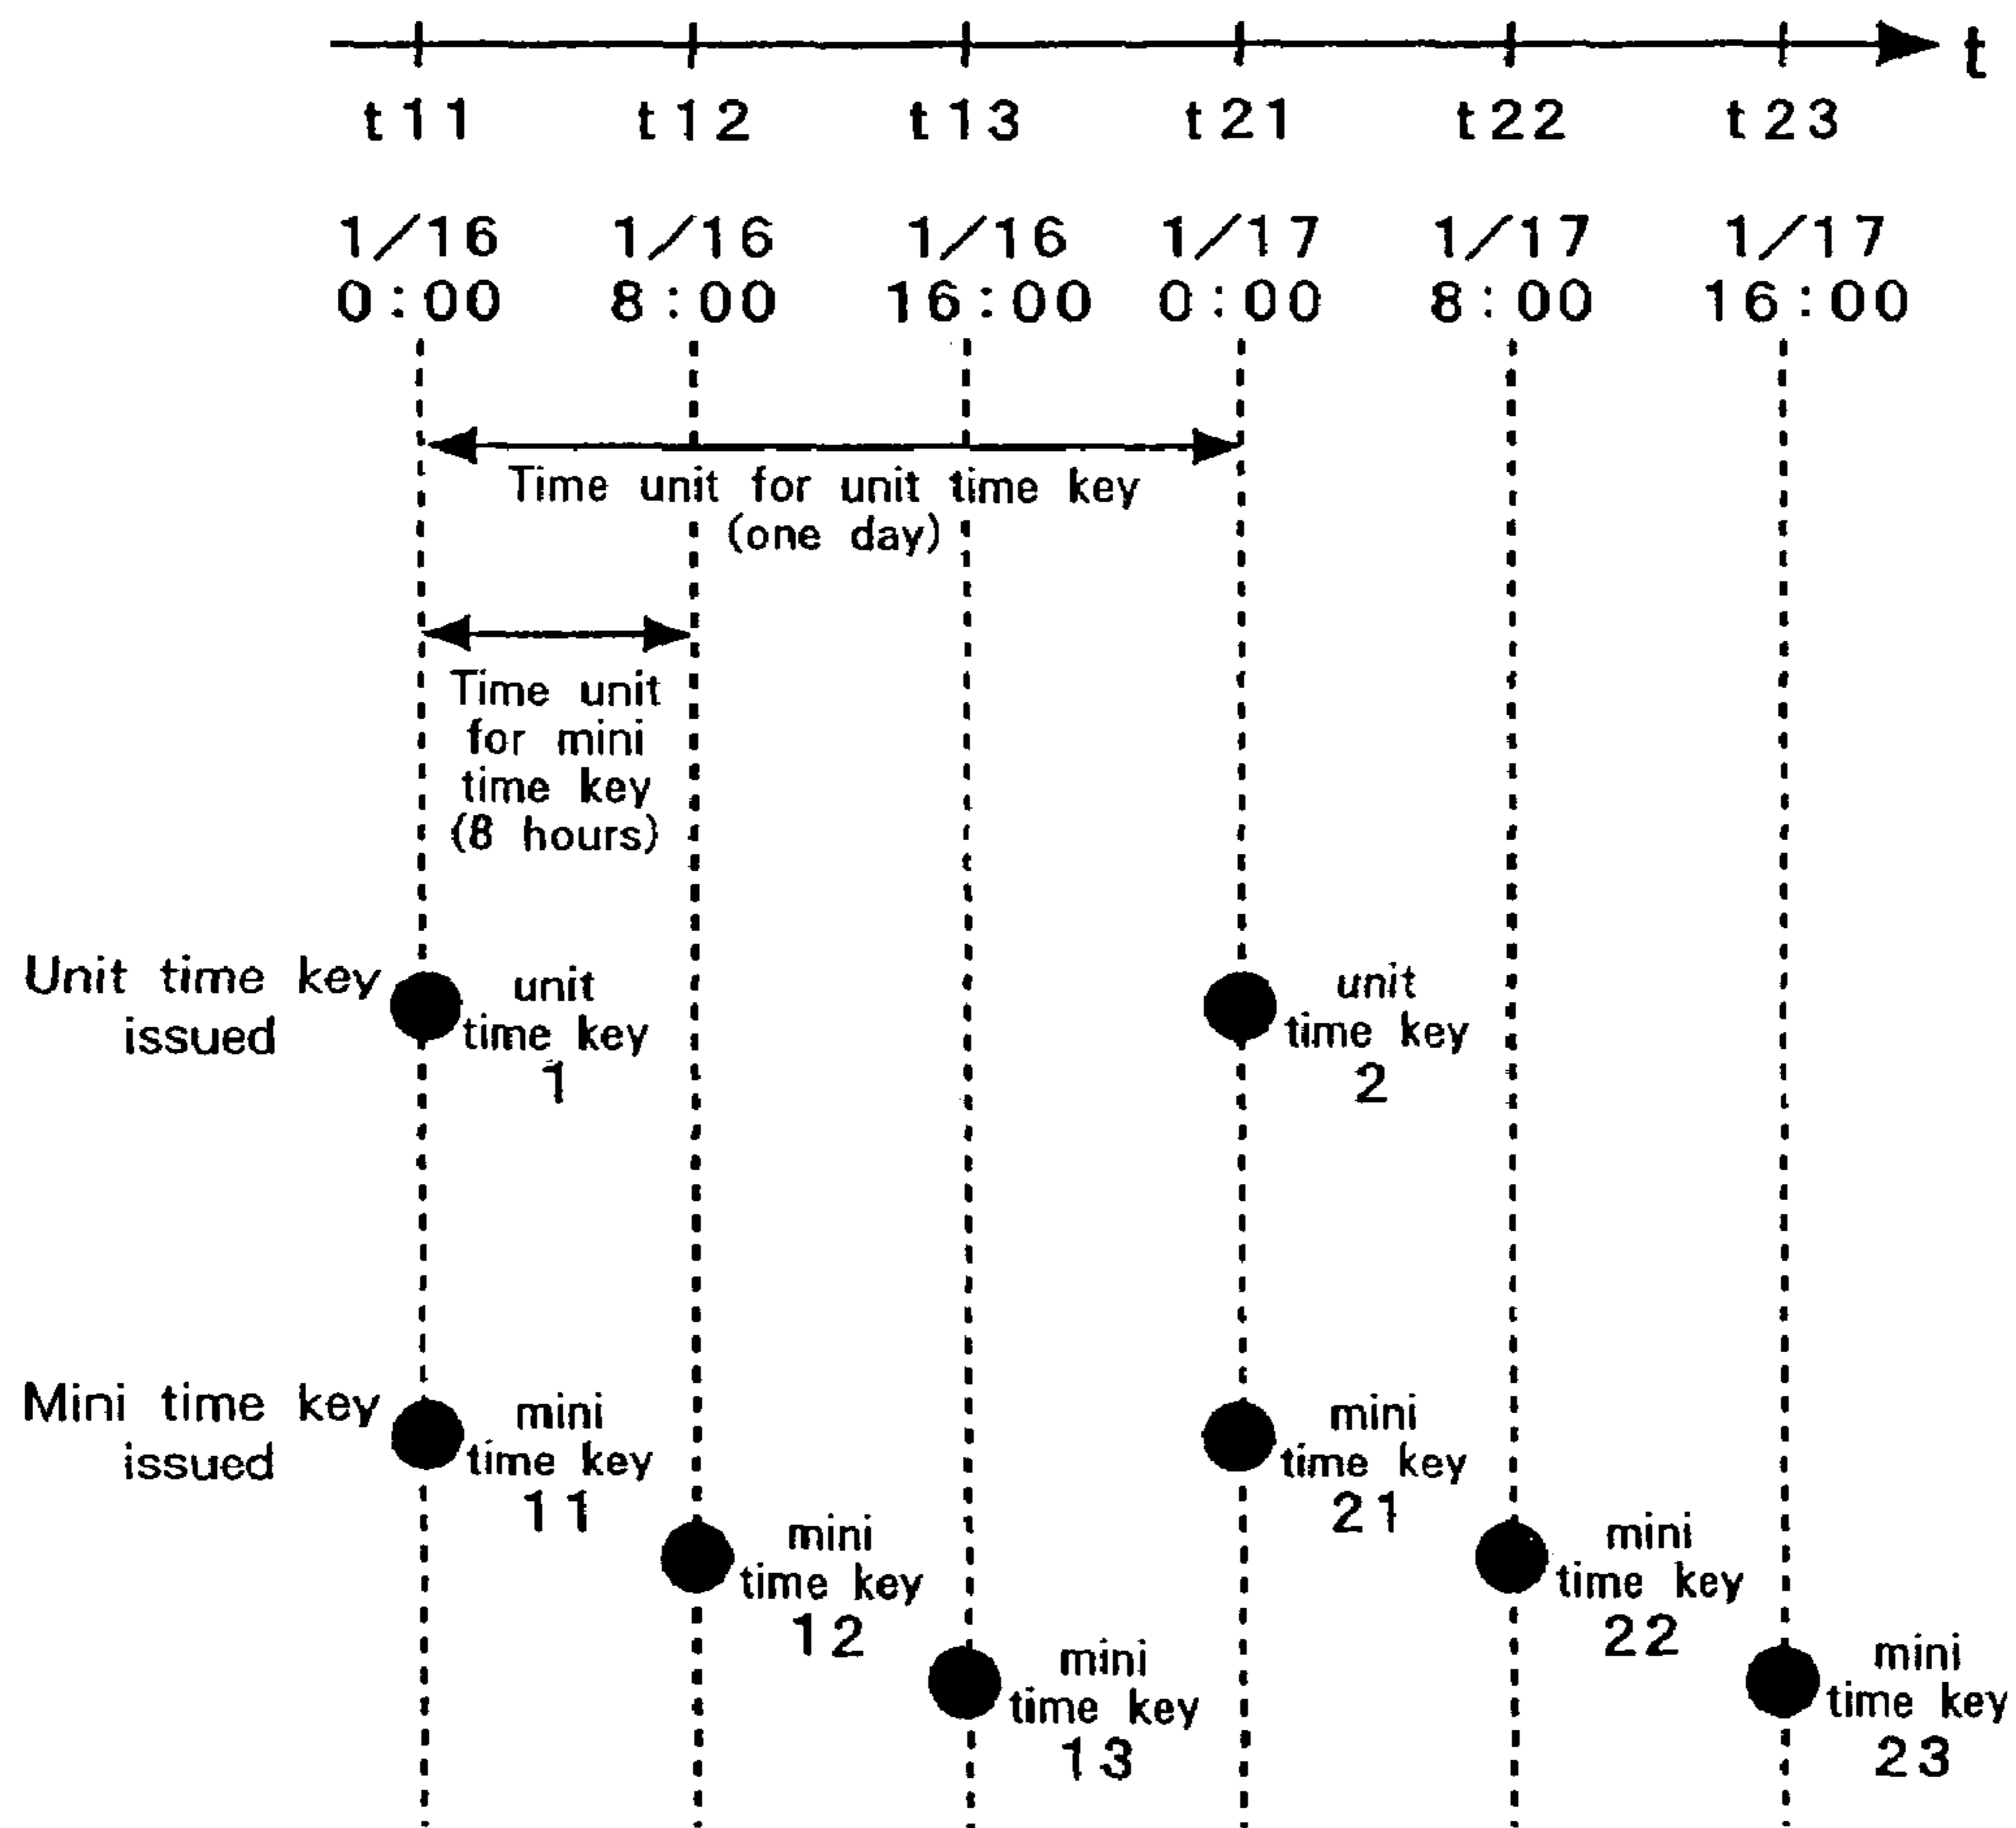 t
t11 t12 t13 t21 t22 t23
1/16 1/16 1/16 1/17 1/17 1/17
0:00 8:00 16:00 0:00 8:00 16:00
Time unit for unit time key
(one day)
Time unit
for mini
time key
(8 hours)
Unit time key
issued
unit
time key
1
unit
time key
2
Mini time key
issued
mini
time key
11
mini
time key
12
mini
time key
13
mini
time key
21
mini
time key
22
mini
time key
23